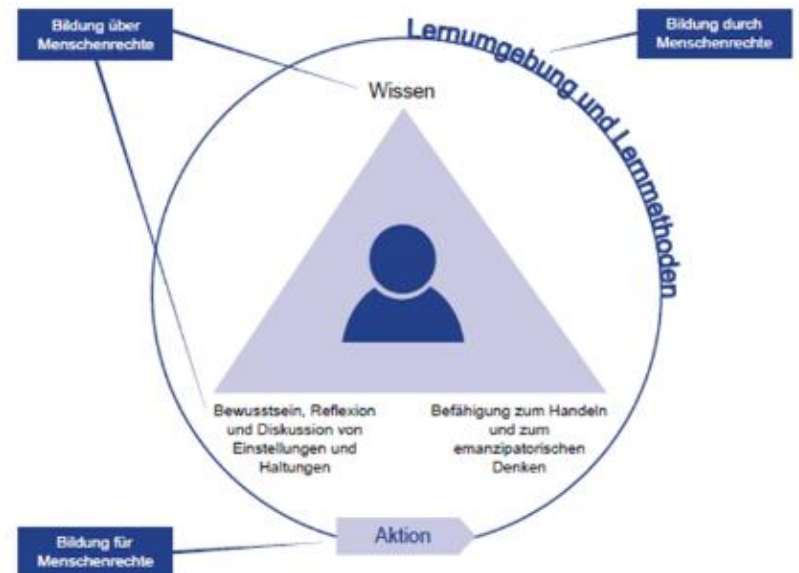 Bildung über
Menschenrechte
Lernumgebung und Lernmethoden
Bildung durch
Menschenrechte
Wissen
Bewusstsein, Reflexion
und Diskussion von
Einstellungen und
Haltungen
Befähigung zum Handeln
und zum
emanzipatorischen
Denken
Aktion
Bildung für
Menschenrechte